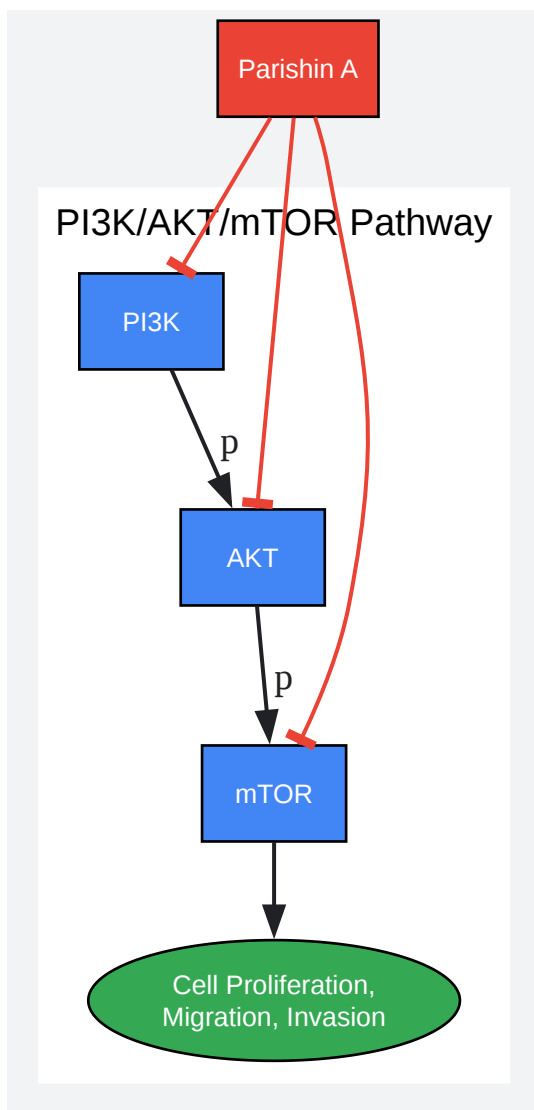 Parishin A
PI3K/AKT/mTOR Pathway
PI3K
p
AKT
p
mTOR
Cell Proliferation,
Migration, Invasion